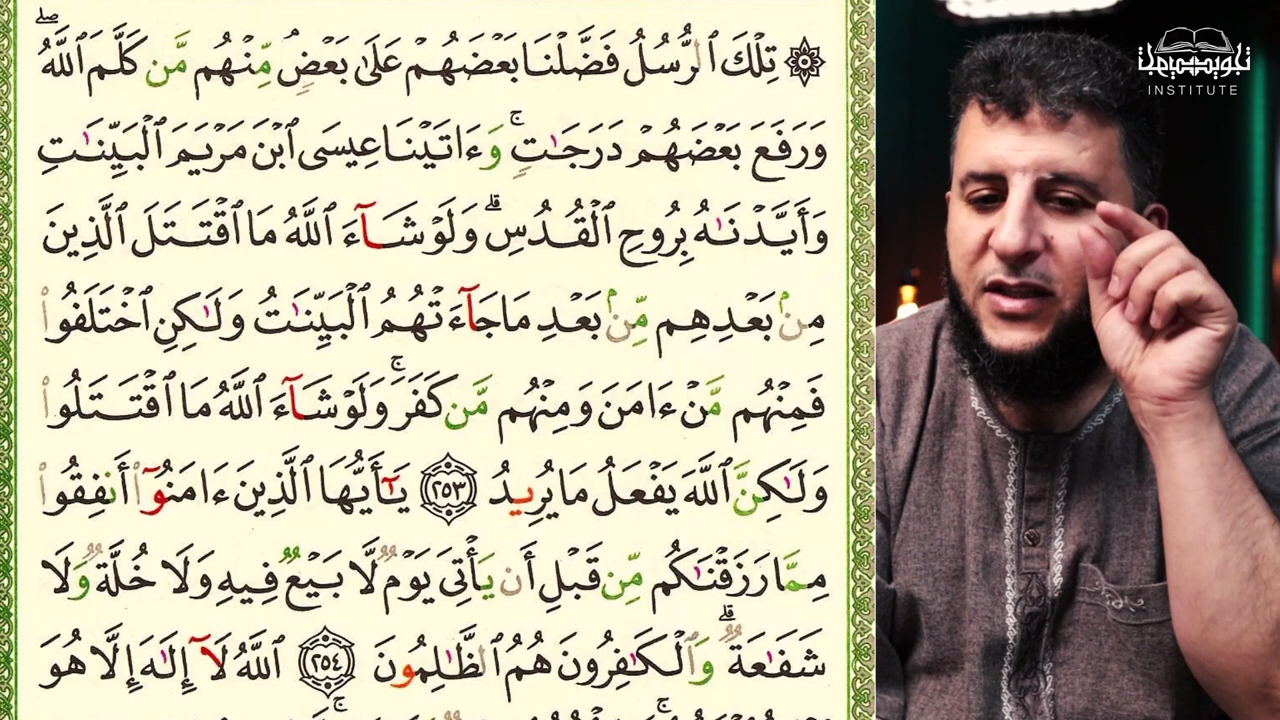 ۞ تِلْكَ ٱلرُّسُلُ فَضَّلْنَا بَعْضَهُمْ عَلَىٰ بَعْضٍۢ مِّنْهُم مَّن كَلَّمَ ٱللَّهُ ۖ
وَرَفَعَ بَعْضَهُمْ دَرَجَـٰتٍۢ ۚ وَءَاتَيْنَا عِيسَى ٱبْنَ مَرْيَمَ ٱلْبَيِّنَـٰتِ
وَأَيَّدْنَـٰهُ بِرُوحِ ٱلْقُدُسِ ۗ وَلَوْ شَآءَ ٱللَّهُ مَا ٱقْتَتَلَ ٱلَّذِينَ
مِنۢ بَعْدِهِم مِّنۢ بَعْدِ مَا جَآءَتْهُمُ ٱلْبَيِّنَـٰتُ وَلَـٰكِنِ ٱخْتَلَفُوا۟
فَمِنْهُم مَّنْ ءَامَنَ وَمِنْهُم مَّن كَفَرَ ۚ وَلَوْ شَآءَ ٱللَّهُ مَا ٱقْتَتَلُوا۟
وَلَـٰكِنَّ ٱللَّهَ يَفْعَلُ مَا يُرِيدُ ٢٥٣ يَـٰٓأَيُّهَا ٱلَّذِينَ ءَامَنُوٓا۟ أَنفِقُوا۟
مِمَّا رَزَقْنَـٰكُم مِّن قَبْلِ أَن يَأْتِىَ يَوْمٌۭ لَّا بَيْعٌۭ فِيهِ وَلَا خُلَّةٌۭ وَلَا
شَفَـٰعَةٌۭ ۗ وَٱلْكَـٰفِرُونَ هُمُ ٱلظَّـٰلِمُونَ ٢٥٤ ٱللَّهُ لَآ إِلَـٰهَ إِلَّا هُوَ
INSTITUTE